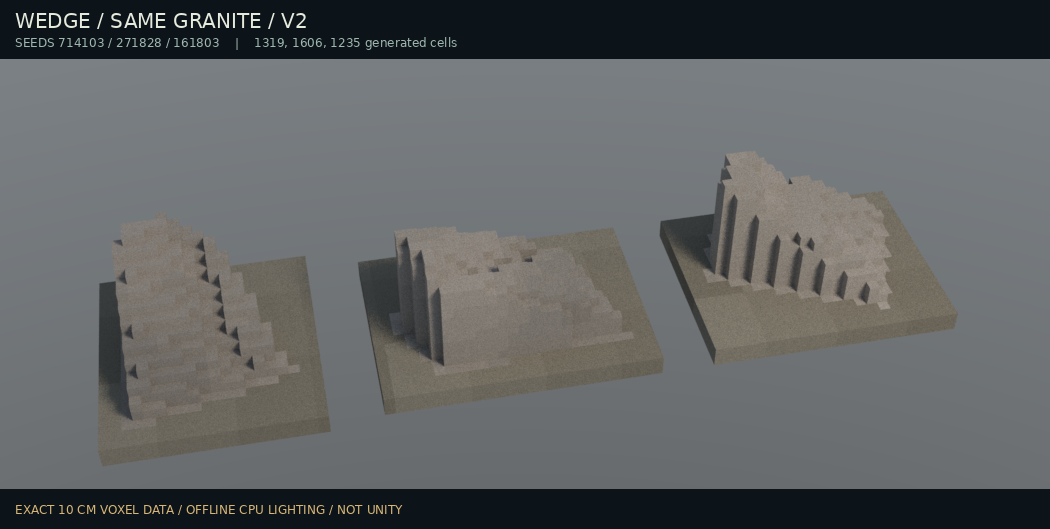 WEDGE / SAME GRANITE / V2
SEEDS 714103 / 271828 / 161803 | 1319, 1606, 1235 generated cells
EXACT 10 CM VOXEL DATA / OFFLINE CPU LIGHTING / NOT UNITY